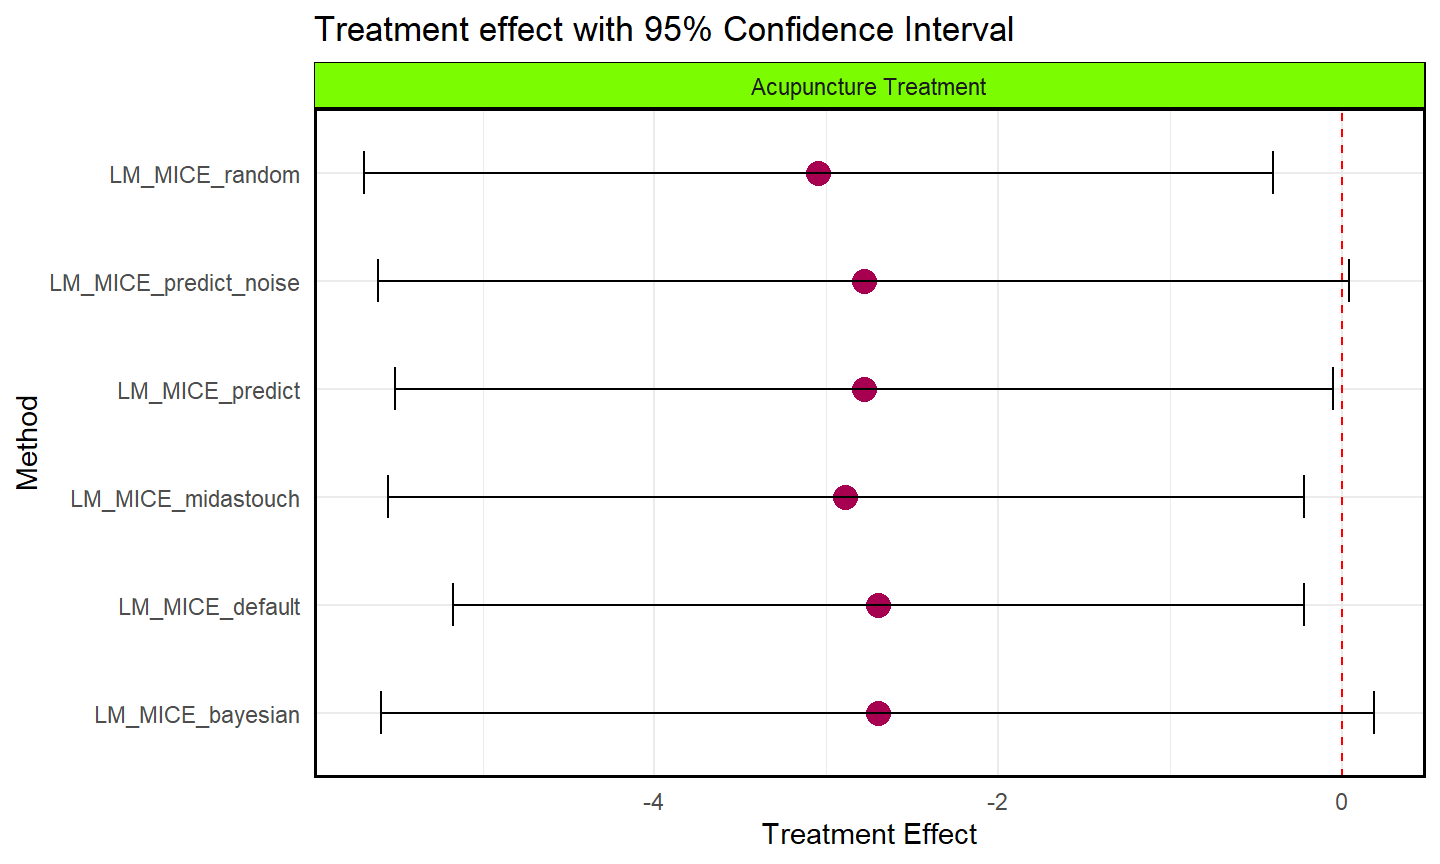 Treatment effect with 95% Confidence Interval
Acupuncture Treatment
LM_MICE_random
LM_MICE_predict_noise
LM_MICE_predict
LM_MICE_midastouch
LM_MICE_default
LM_MICE_bayesian
Method
-4 -2 0
Treatment Effect